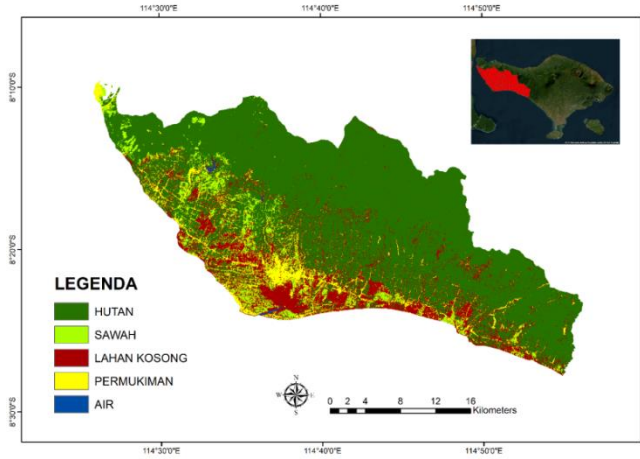 114°30'0"E 114°40'0"E 114°50'0"E
8°10'0"S
8°20'0"S
8°30'0"S
LEGENDA
HUTAN
SAWAH
LAHAN KOSONG
PERMUKIMAN
AIR
N
W E
S
0 2 4 8 12 16
Kilometers
114°30'0"E 114°40'0"E 114°50'0"E